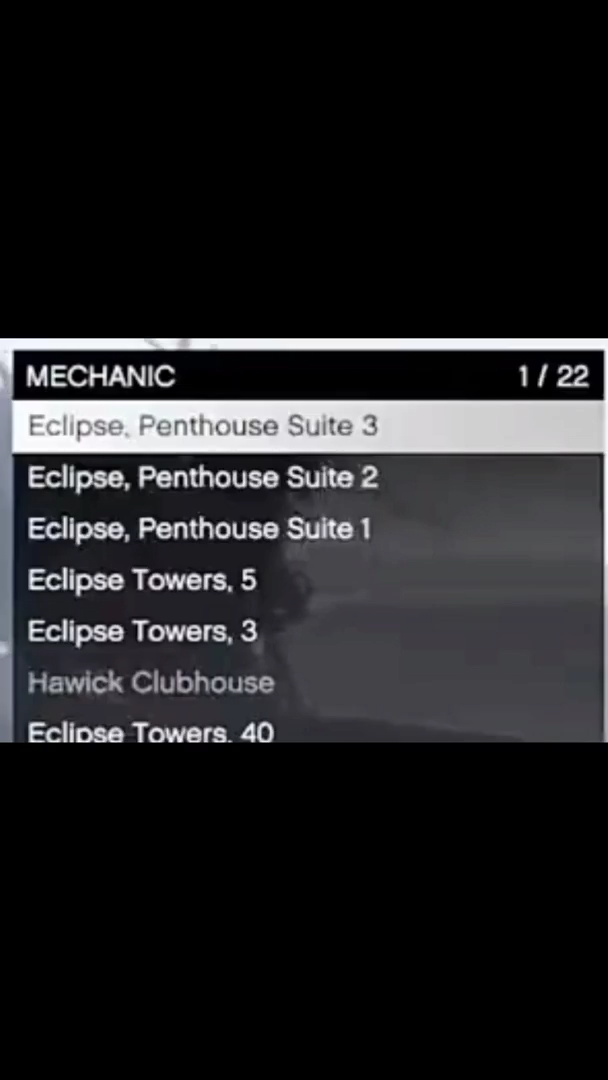 MECHANIC 1 / 22
Eclipse, Penthouse Suite 3
Eclipse, Penthouse Suite 2
Eclipse, Penthouse Suite 1
Eclipse Towers, 5
Eclipse Towers, 3
Hawick Clubhouse
Eclipse Towers, 40